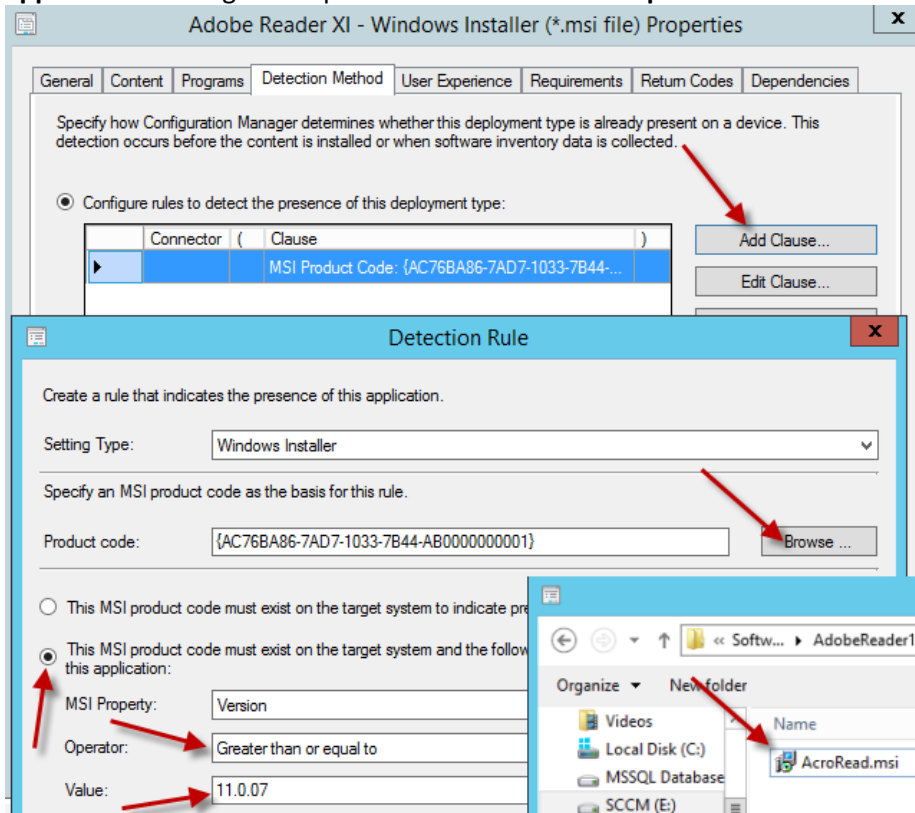 Adobe Reader XI - Windows Installer (*.msi file) Properties
x
General Content Programs Detection Method User Experience Requirements Return Codes Dependencies
Specify how Configuration Manager determines whether this deployment type is already present on a device. This
detection occurs before the content is installed or when software inventory data is collected.
Configure rules to detect the presence of this deployment type:
Connector ( Clause )
MSI Product Code: {AC76BA86-7AD7-1033-7B44-...
Add Clause...
Edit Clause...
Detection Rule
x
Create a rule that indicates the presence of this application.
Setting Type: Windows Installer
Specify an MSI product code as the basis for this rule.
Product code: {AC76BA86-7AD7-1033-7B44-AB0000000001} Browse ...
This MSI product code must exist on the target system to indicate pre
This MSI product code must exist on the target system and the follow
this application:
MSI Property: Version
Operator: Greater than or equal to
Value: 11.0.07
« Softw... ▸ AdobeReader1
Organize ▾ New folder
Videos
Local Disk (C:)
MSSQL Database
SCCM (E:)
Name
AcroRead.msi